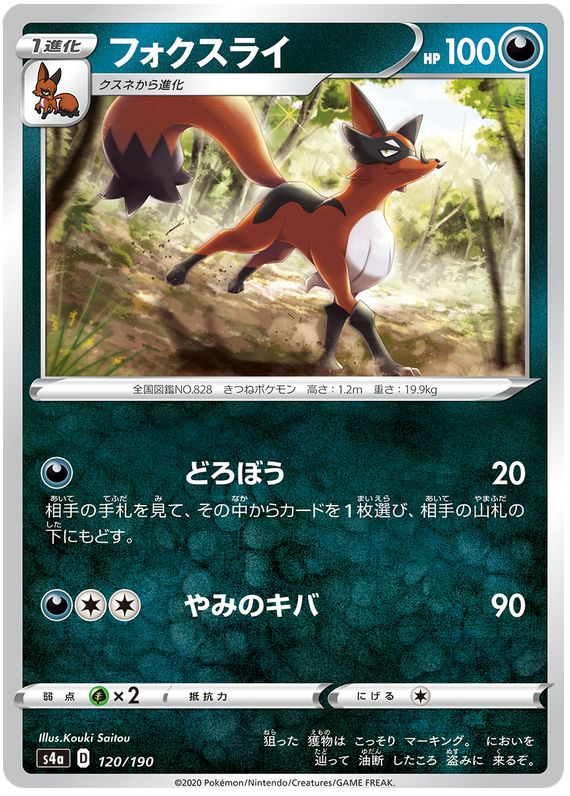 1進化
フォクスライ
HP 100
クスネから進化
全国図鑑NO.828 きつねポケモン 高さ:1.2m 重さ:19.9kg
どろぼう 20
相手の手札を見て、その中からカードを1枚選び、相手の山札の
下にもどす。
やみのキバ 90
弱点 ×2 抵抗力 にげる
Illus.Kouki Saitou
s4a D 120/190
狙った 獲物は こっそり マーキング。 においを
辿って 油断 したころ 盗みに 来るぞ。
©2020 Pokémon/Nintendo/Creatures/GAME FREAK.